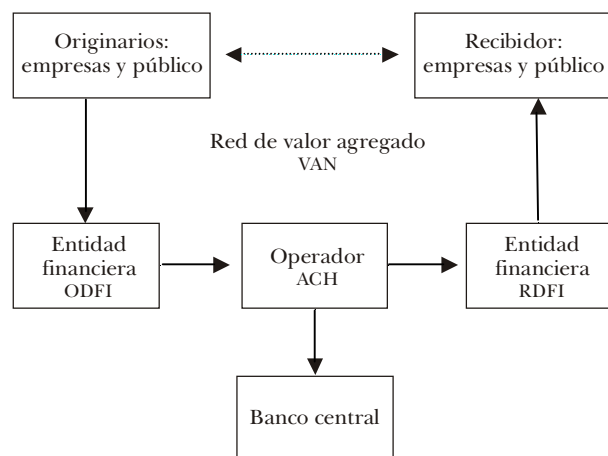 Originarios:
empresas y público
Recibidor:
empresas y público
Red de valor agregado
VAN
Entidad
financiera
ODFI
Operador
ACH
Entidad
financiera
RDFI
Banco central